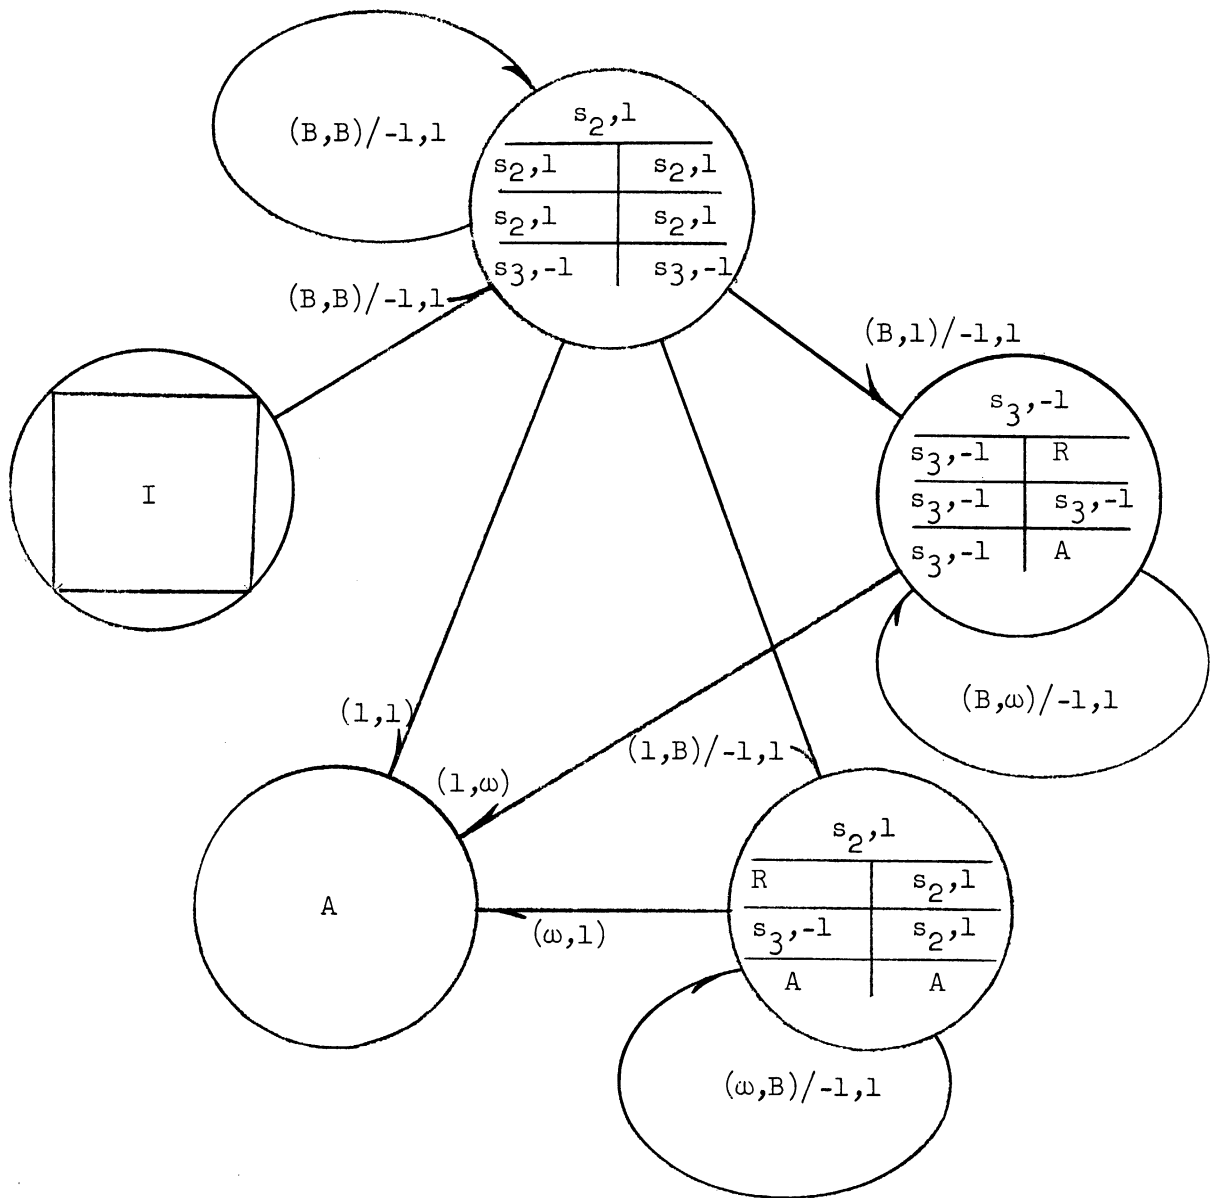 (B,B)/-1,1
s₂,1
s₂,1 s₂,1
s₂,1 s₂,1
s₃,-1 s₃,-1
(B,B)/-1,1
(B,1)/-1,1
I
s₃,-1
s₃,-1 R
s₃,-1 s₃,-1
s₃,-1 A
(B,ω)/-1,1
(1,1)
(1,B)/-1,1
(1,ω)
A
(ω,1)
s₂,1
R s₂,1
s₃,-1 s₂,1
A A
(ω,B)/-1,1